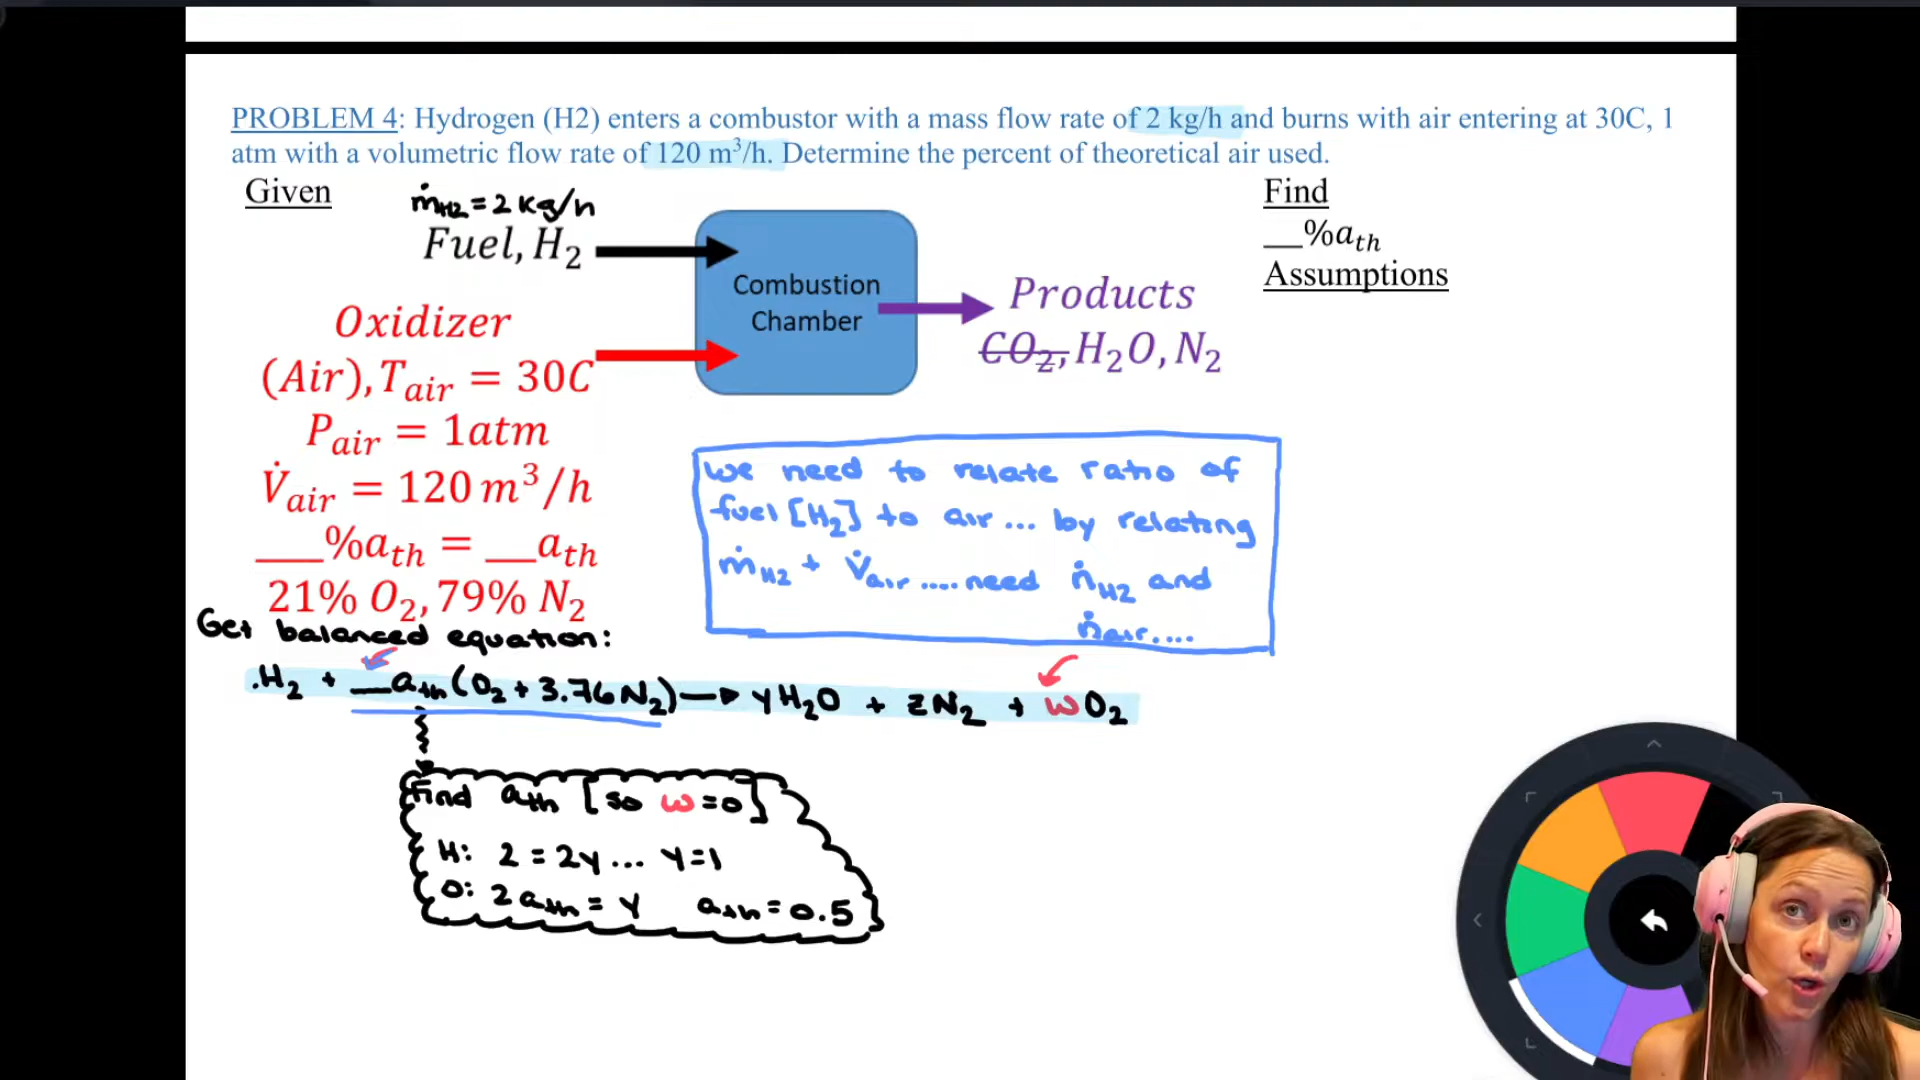 PROBLEM 4: Hydrogen (H2) enters a combustor with a mass flow rate of 2 kg/h and burns with air entering at 30C, 1
atm with a volumetric flow rate of 120 m³/h. Determine the percent of theoretical air used.
Given
ṁH2 = 2 kg/h
Fuel, H₂
Oxidizer
(Air), Tair = 30C
Pair = 1atm
V̇air = 120 m³/h
___%ath = __ath
21% O₂, 79% N₂
Combustion
Chamber
Products
CO₂, H₂O, N₂
Find
__%ath
Assumptions
we need to relate ratio of
fuel [H₂] to air... by relating
ṁH2 + V̇air .... need ṅH2 and
ṅair....
Get balanced equation:
.H₂ + __ath(O₂ + 3.76N₂) → yH₂O + zN₂ + wO₂
Find ath [so w=0]
H: 2 = 2y... y=1
O: 2ath = y ath = 0.5